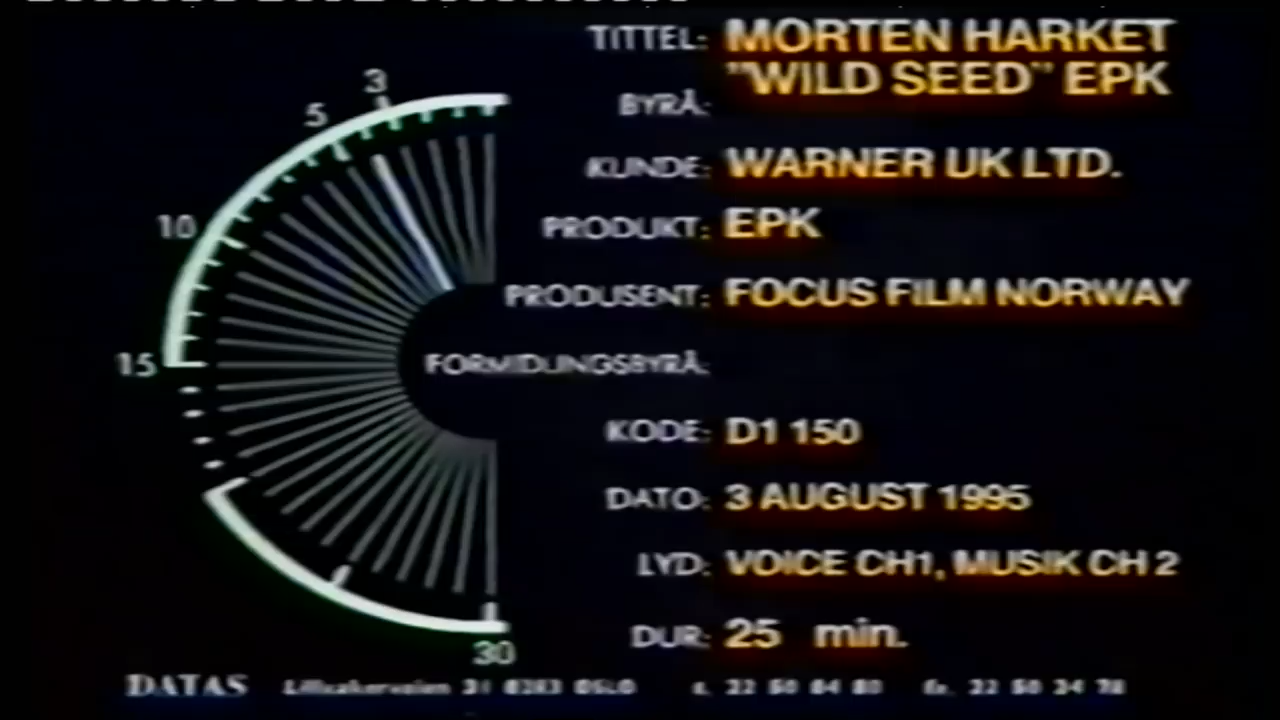 TITTEL: MORTEN HARKET
"WILD SEED" EPK
BYRÅ:
KUNDE: WARNER UK LTD.
PRODUKT: EPK
PRODUSENT: FOCUS FILM NORWAY
FORMIDLINGSBYRÅ:
KODE: D1 150
DATO: 3 AUGUST 1995
LYD: VOICE CH1, MUSIK CH 2
DUR: 25 min.
3
5
10
15
30
DATAS OSLO